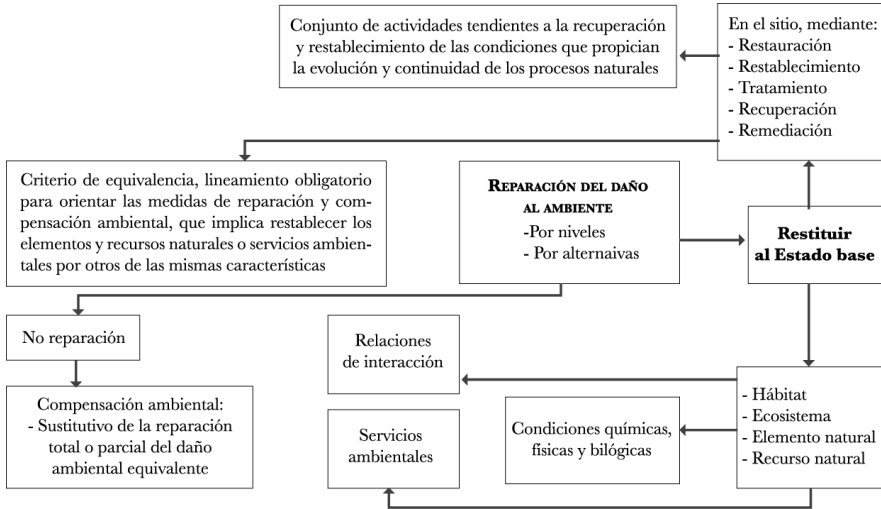 Conjunto de actividades tendientes a la recuperación
y restablecimiento de las condiciones que propician
la evolución y continuidad de los procesos naturales
En el sitio, mediante:
- Restauración
- Restablecimiento
- Tratamiento
- Recuperación
- Remediación
Criterio de equivalencia, lineamiento obligatorio
para orientar las medidas de reparación y com-
pensación ambiental, que implica restablecer los
elementos y recursos naturales o servicios ambien-
tales por otros de las mismas características
REPARACIÓN DEL DAÑO
AL AMBIENTE
-Por niveles
- Por alternaivas
Restituir
al Estado base
No reparación
Compensación ambiental:
- Sustitutivo de la reparación
total o parcial del daño
ambiental equivalente
Relaciones
de interacción
Servicios
ambientales
Condiciones químicas,
físicas y bilógicas
- Hábitat
- Ecosistema
- Elemento natural
- Recurso natural